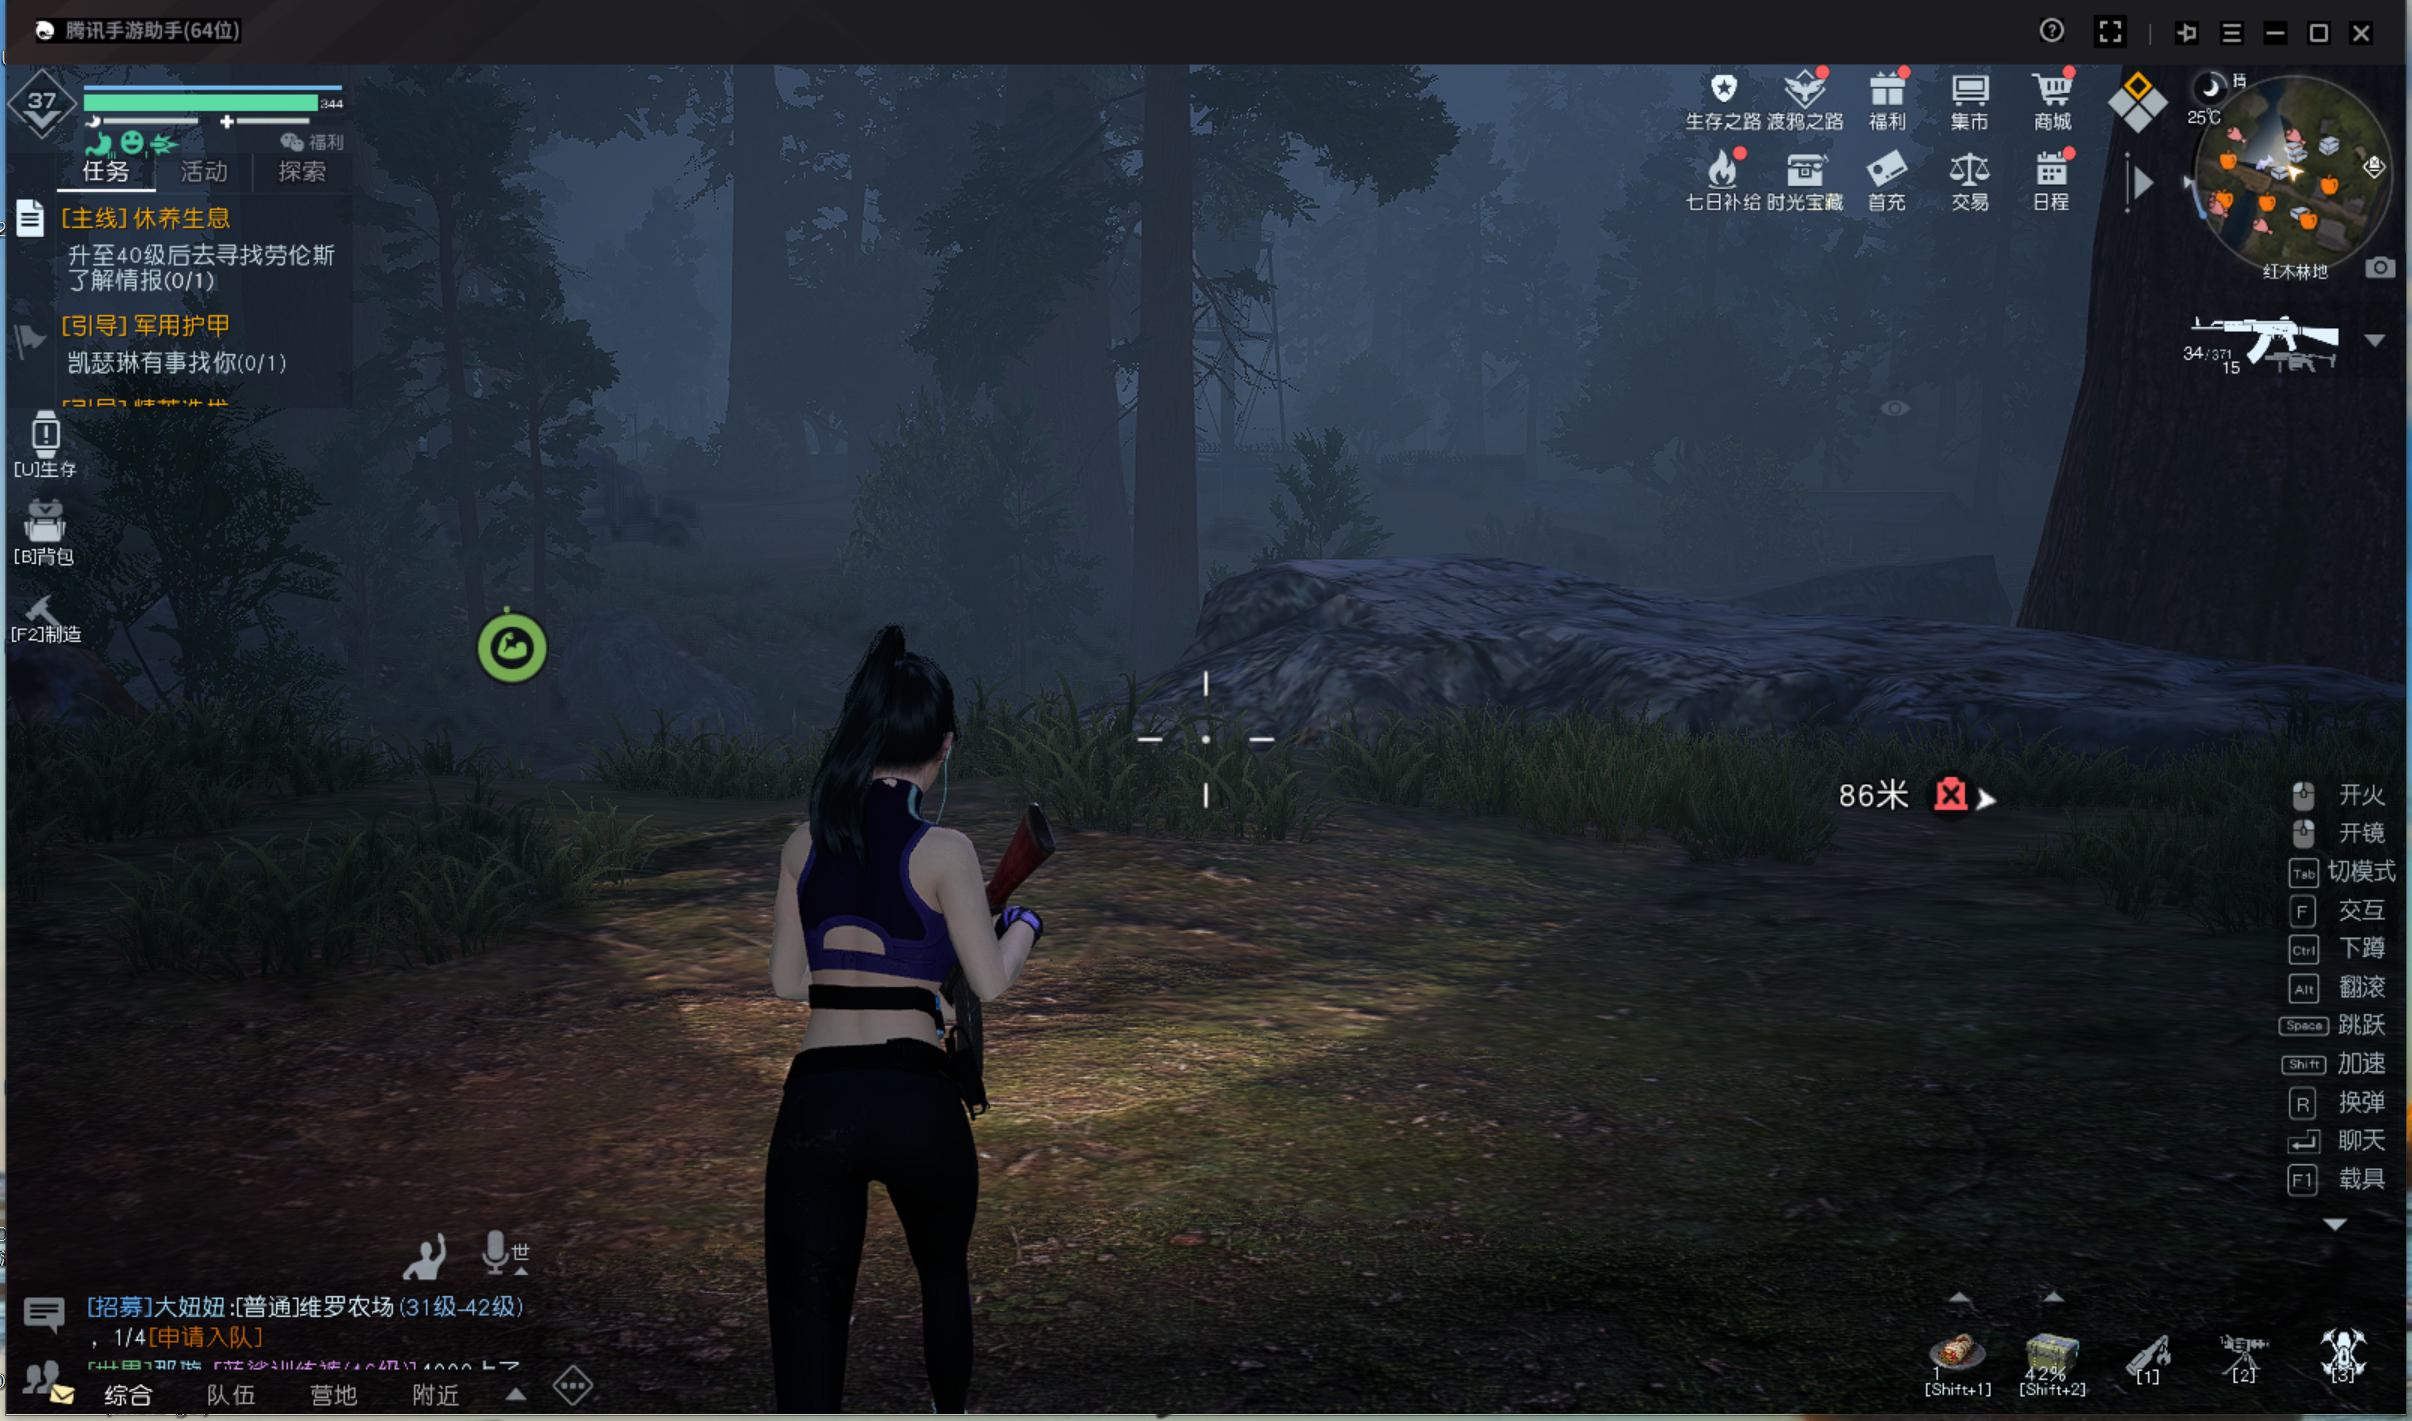 腾讯手游助手(64位)
37
344
福利
任务
活动
探索
[主线]休养生息
升至40级后去寻找劳伦斯
了解情报(0/1)
[引导]军用护甲
凯瑟琳有事找你(0/1)
[U]生存
[B]背包
[F2]制造
生存之路
渡鸦之路
福利
集市
商城
七日补给
时光宝藏
首充
交易
日程
25℃
晴
红木林地
34/371
15
86米
开火
开镜
Tab 切模式
F 交互
Ctrl 下蹲
Alt 翻滚
Space 跳跃
Shift 加速
R 换弹
聊天
F1 载具
世
[招募]大妞妞:[普通]维罗农场(31级-42级)
，1/4[申请入队]
综合
队伍
营地
附近
1
[Shift+1]
42%
[Shift+2]
[1]
[2]
[3]